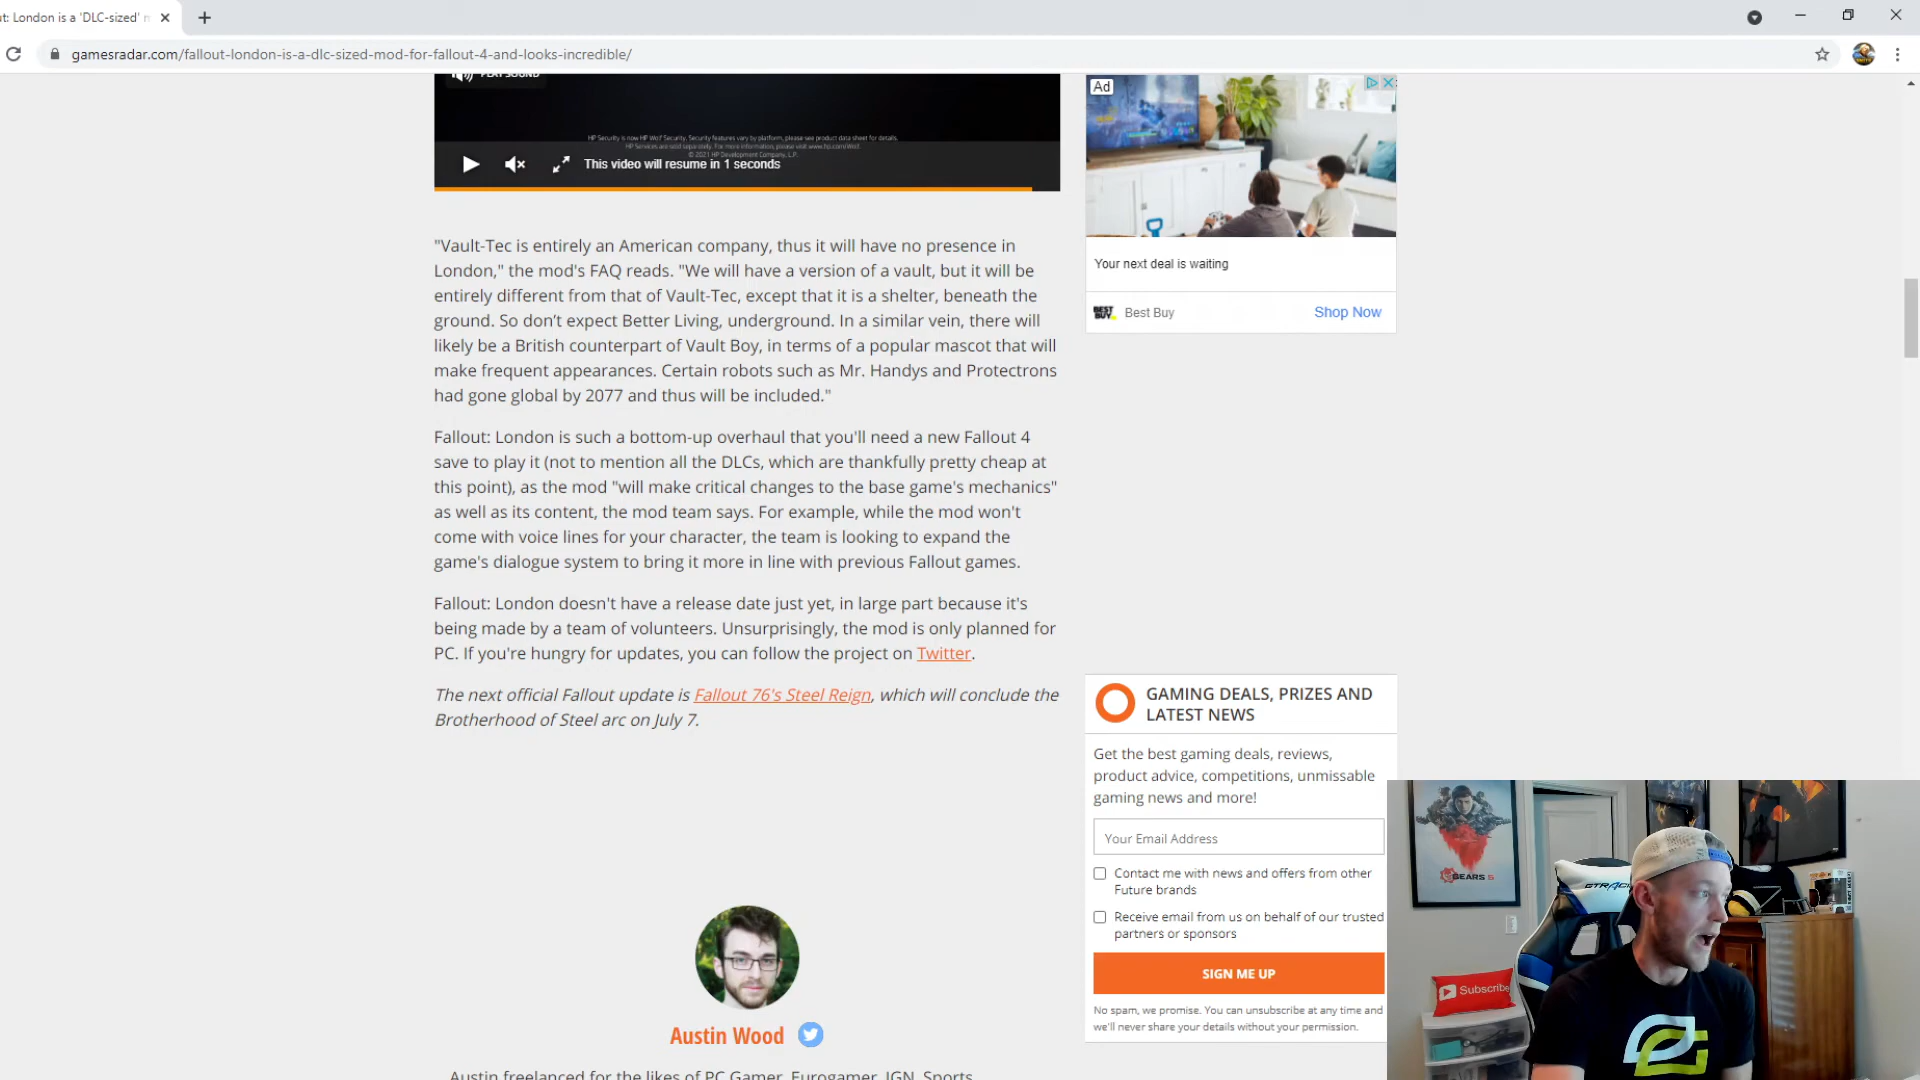 t: London is a 'DLC-sized' m
gamesradar.com/fallout-london-is-a-dlc-sized-mod-for-fallout-4-and-looks-incredible/
PLAY SOUND
HP Security is now HP Wolf Security. Security features vary by platform, please see product data sheet for details.
HP Services are sold separately. For more information, please visit www.hp.com/Wolf.
© 2021 HP Development Company, L.P.
This video will resume in 1 seconds
"Vault-Tec is entirely an American company, thus it will have no presence in
London," the mod's FAQ reads. "We will have a version of a vault, but it will be
entirely different from that of Vault-Tec, except that it is a shelter, beneath the
ground. So don't expect Better Living, underground. In a similar vein, there will
likely be a British counterpart of Vault Boy, in terms of a popular mascot that will
make frequent appearances. Certain robots such as Mr. Handys and Protectrons
had gone global by 2077 and thus will be included."
Fallout: London is such a bottom-up overhaul that you'll need a new Fallout 4
save to play it (not to mention all the DLCs, which are thankfully pretty cheap at
this point), as the mod "will make critical changes to the base game's mechanics"
as well as its content, the mod team says. For example, while the mod won't
come with voice lines for your character, the team is looking to expand the
game's dialogue system to bring it more in line with previous Fallout games.
Fallout: London doesn't have a release date just yet, in large part because it's
being made by a team of volunteers. Unsurprisingly, the mod is only planned for
PC. If you're hungry for updates, you can follow the project on Twitter.
The next official Fallout update is Fallout 76's Steel Reign, which will conclude the
Brotherhood of Steel arc on July 7.
Austin Wood
Austin freelanced for the likes of PC Gamer, Eurogamer, IGN, Sports
Ad
Your next deal is waiting
BEST BUY
Best Buy
Shop Now
GAMING DEALS, PRIZES AND
LATEST NEWS
Get the best gaming deals, reviews,
product advice, competitions, unmissable
gaming news and more!
Your Email Address
Contact me with news and offers from other
Future brands
Receive email from us on behalf of our trusted
partners or sponsors
SIGN ME UP
No spam, we promise. You can unsubscribe at any time and
we'll never share your details without your permission.
GEARS 5
Subscribe